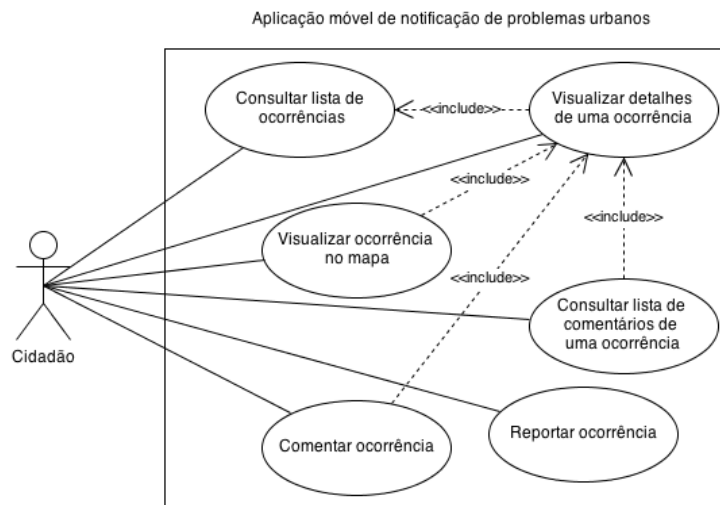 Aplicação móvel de notificação de problemas urbanos
Consultar lista de
ocorrências
<<include>>
Visualizar detalhes
de uma ocorrência
<<include>>
<<include>>
Visualizar ocorrência
no mapa
<<include>>
Consultar lista de
comentários de
uma ocorrência
Cidadão
Comentar ocorrência
Reportar ocorrência